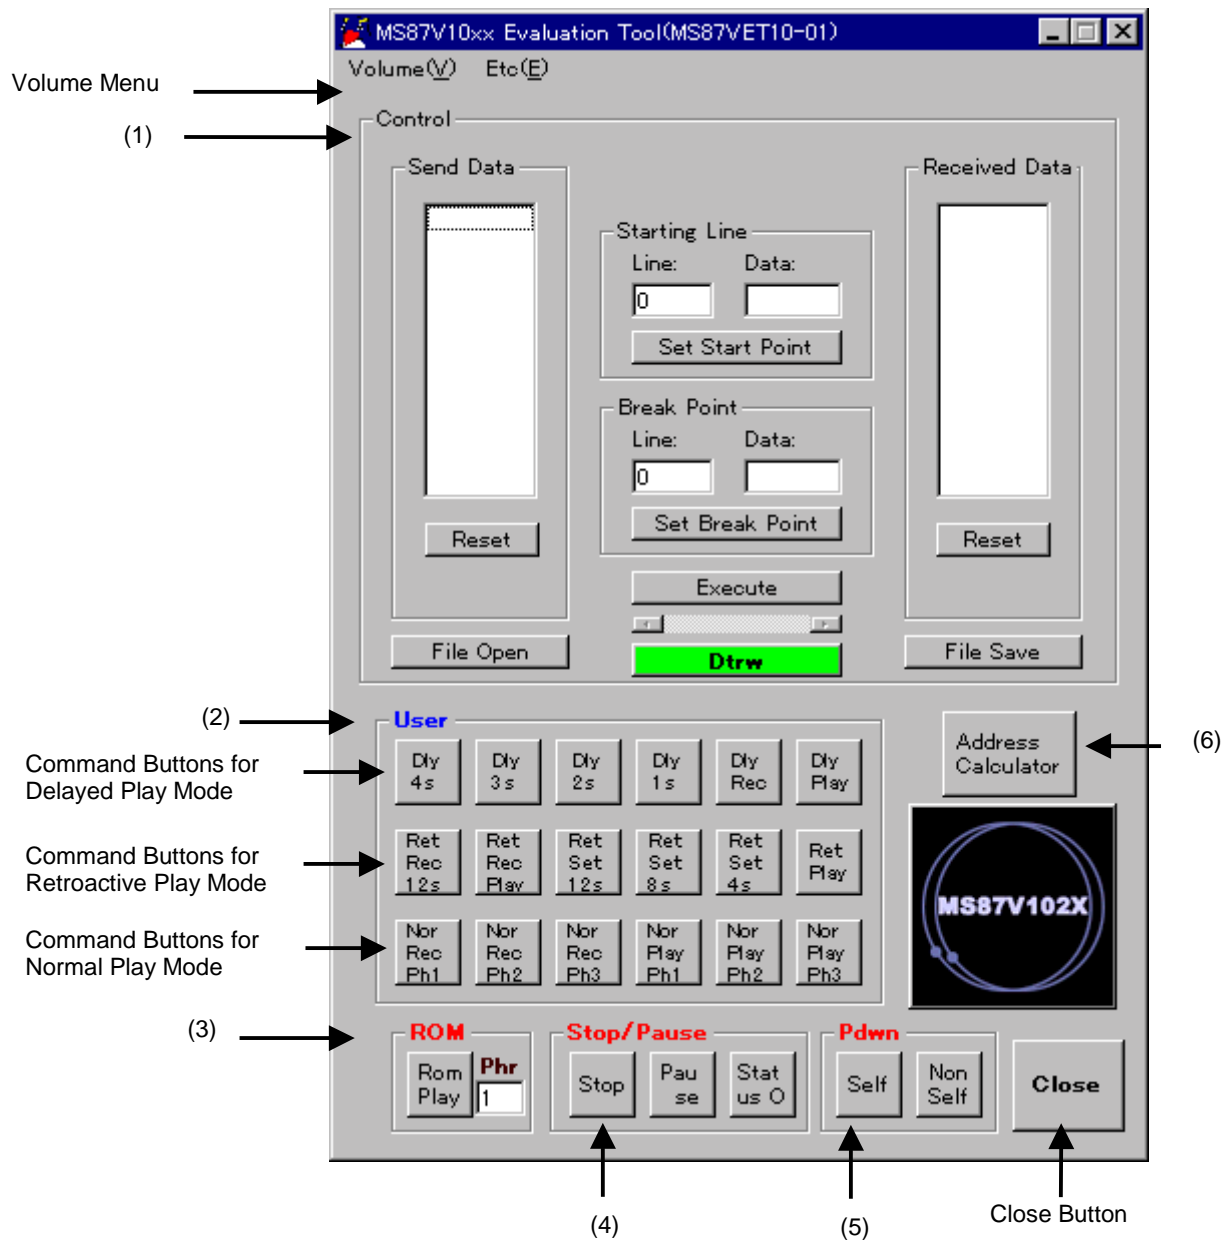 MS87V10xx Evaluation Tool(MS87VET10-01)
Volume(V) Etc(E)
Volume Menu
(1)
Control
Send Data
Received Data
Starting Line
Line: Data:
0
Set Start Point
Break Point
Line: Data:
0
Set Break Point
Reset
Reset
Execute
File Open
Dtrw
File Save
(2)
User
Address
Calculator
(6)
Command Buttons for
Delayed Play Mode
Dly
4s
Dly
3s
Dly
2s
Dly
1s
Dly
Rec
Dly
Play
Command Buttons for
Retroactive Play Mode
Ret
Rec
12s
Ret
Rec
Play
Ret
Set
12s
Ret
Set
8s
Ret
Set
4s
Ret
Play
MS87V102X
Command Buttons for
Normal Play Mode
Nor
Rec
Ph1
Nor
Rec
Ph2
Nor
Rec
Ph3
Nor
Play
Ph1
Nor
Play
Ph2
Nor
Play
Ph3
(3)
ROM
Rom
Play
Phr
1
Stop/Pause
Stop
Pau
se
Stat
us O
Pdwn
Self
Non
Self
Close
(4)
(5)
Close Button